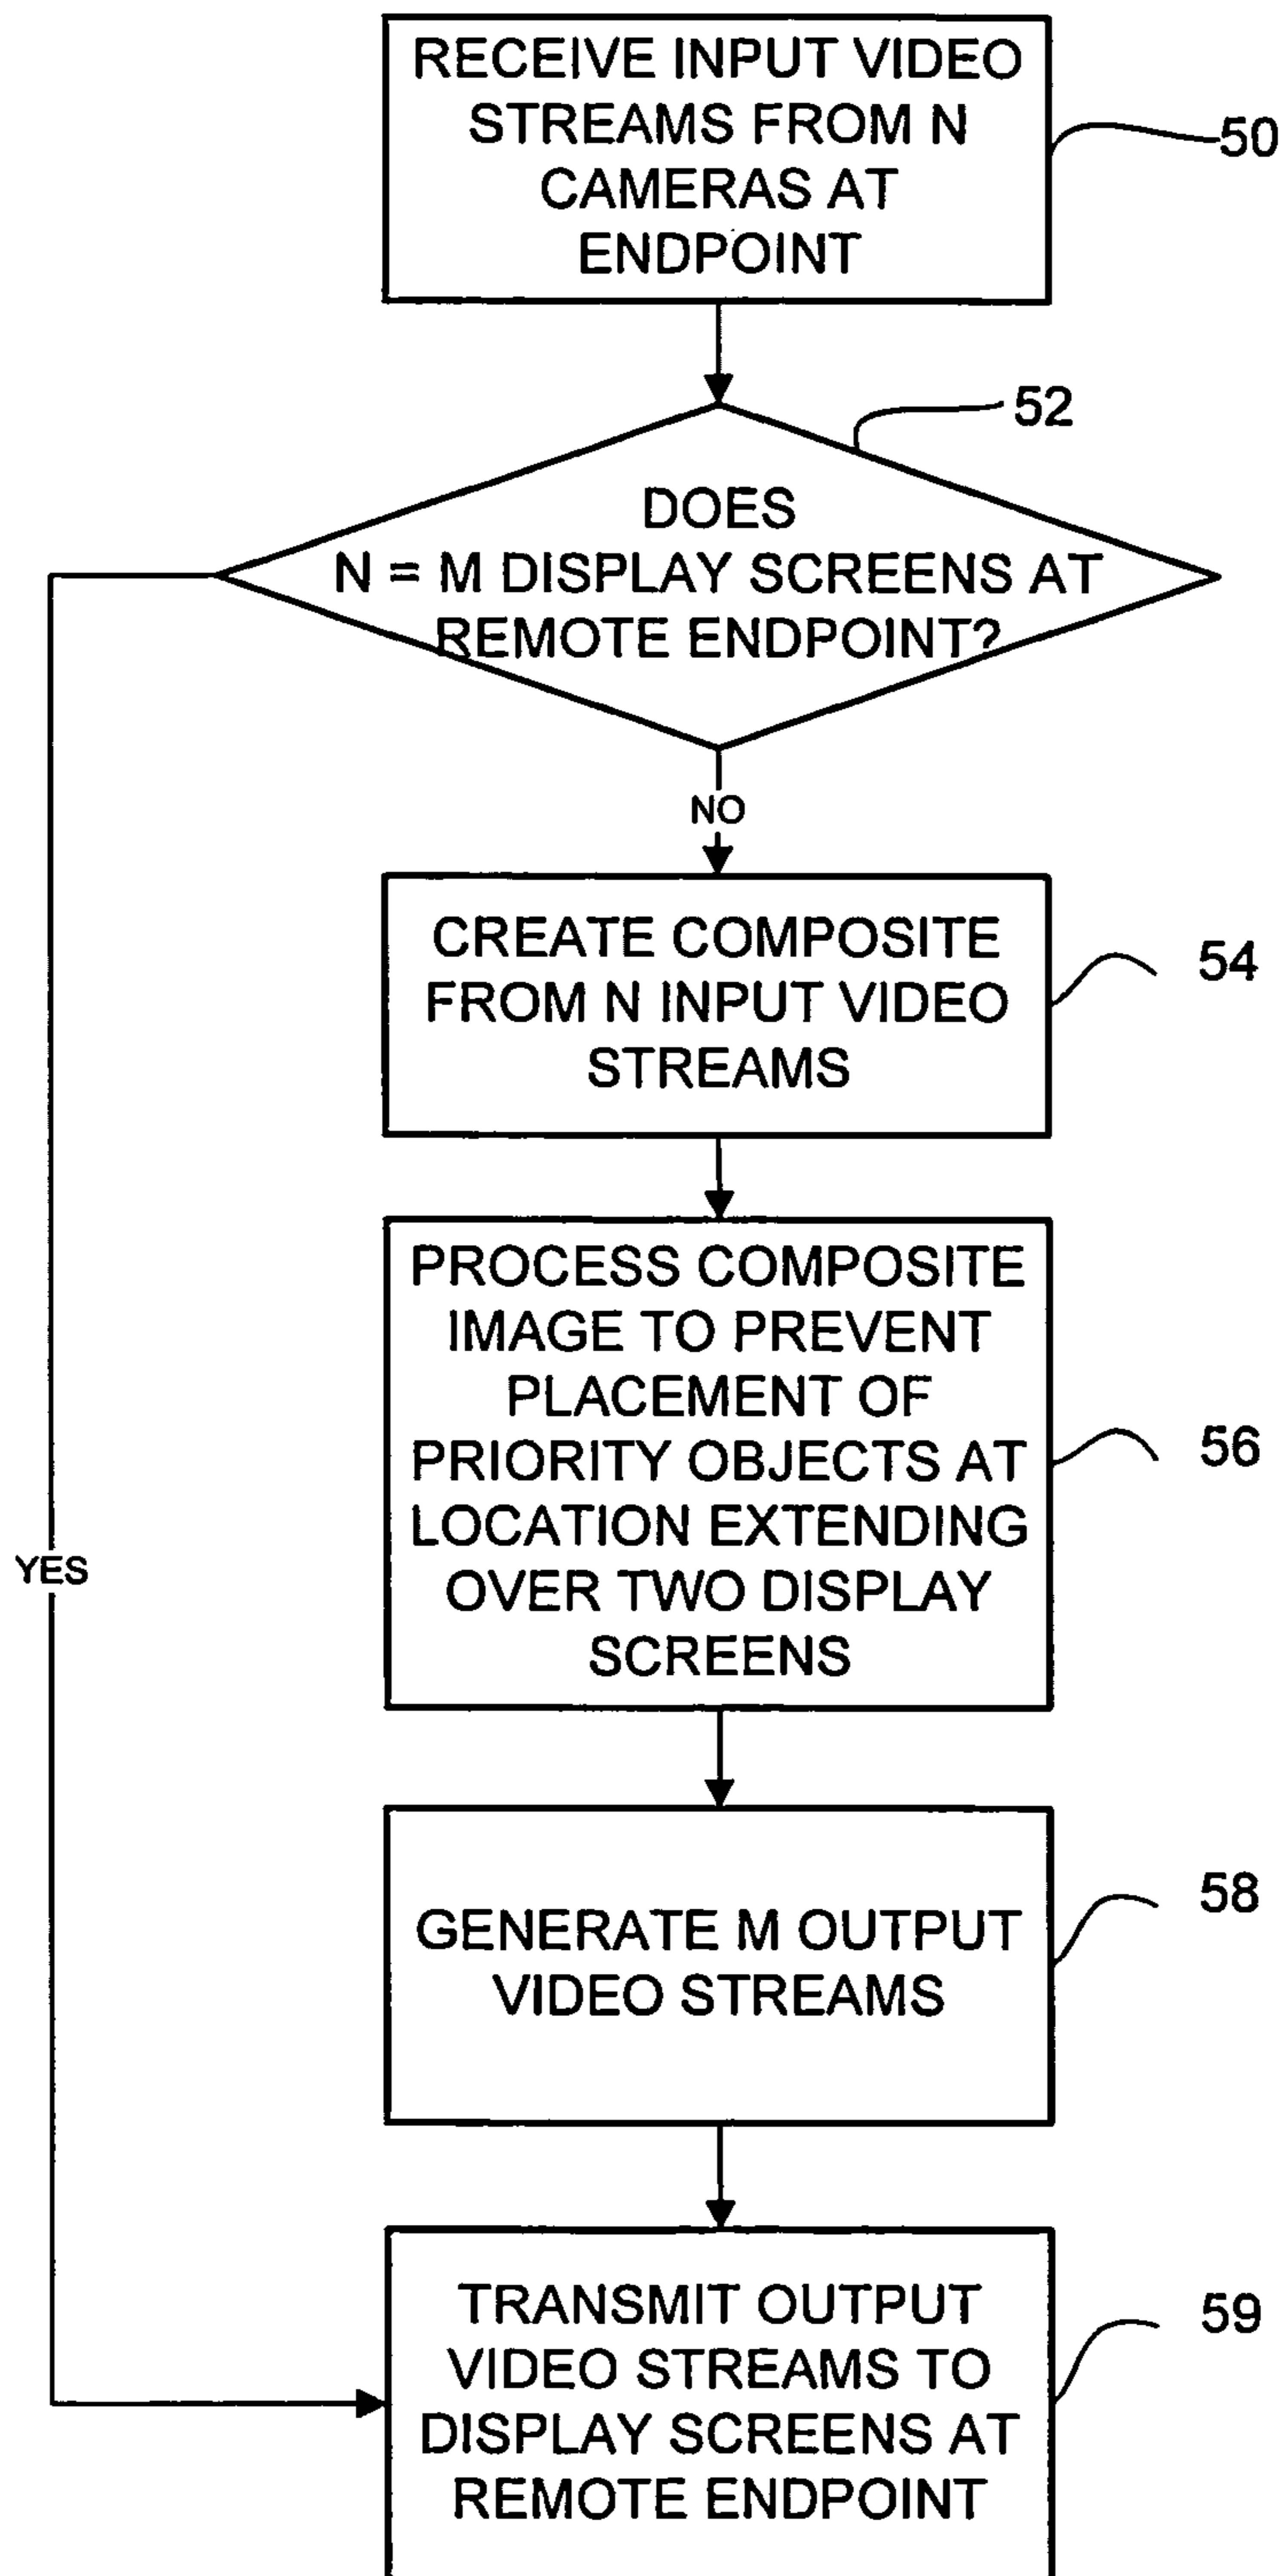 RECEIVE INPUT VIDEO
STREAMS FROM N
CAMERAS AT
ENDPOINT
50
52
DOES
N = M DISPLAY SCREENS AT
REMOTE ENDPOINT?
NO
CREATE COMPOSITE
FROM N INPUT VIDEO
STREAMS
54
PROCESS COMPOSITE
IMAGE TO PREVENT
PLACEMENT OF
PRIORITY OBJECTS AT
LOCATION EXTENDING
OVER TWO DISPLAY
SCREENS
56
YES
GENERATE M OUTPUT
VIDEO STREAMS
58
TRANSMIT OUTPUT
VIDEO STREAMS TO
DISPLAY SCREENS AT
REMOTE ENDPOINT
59